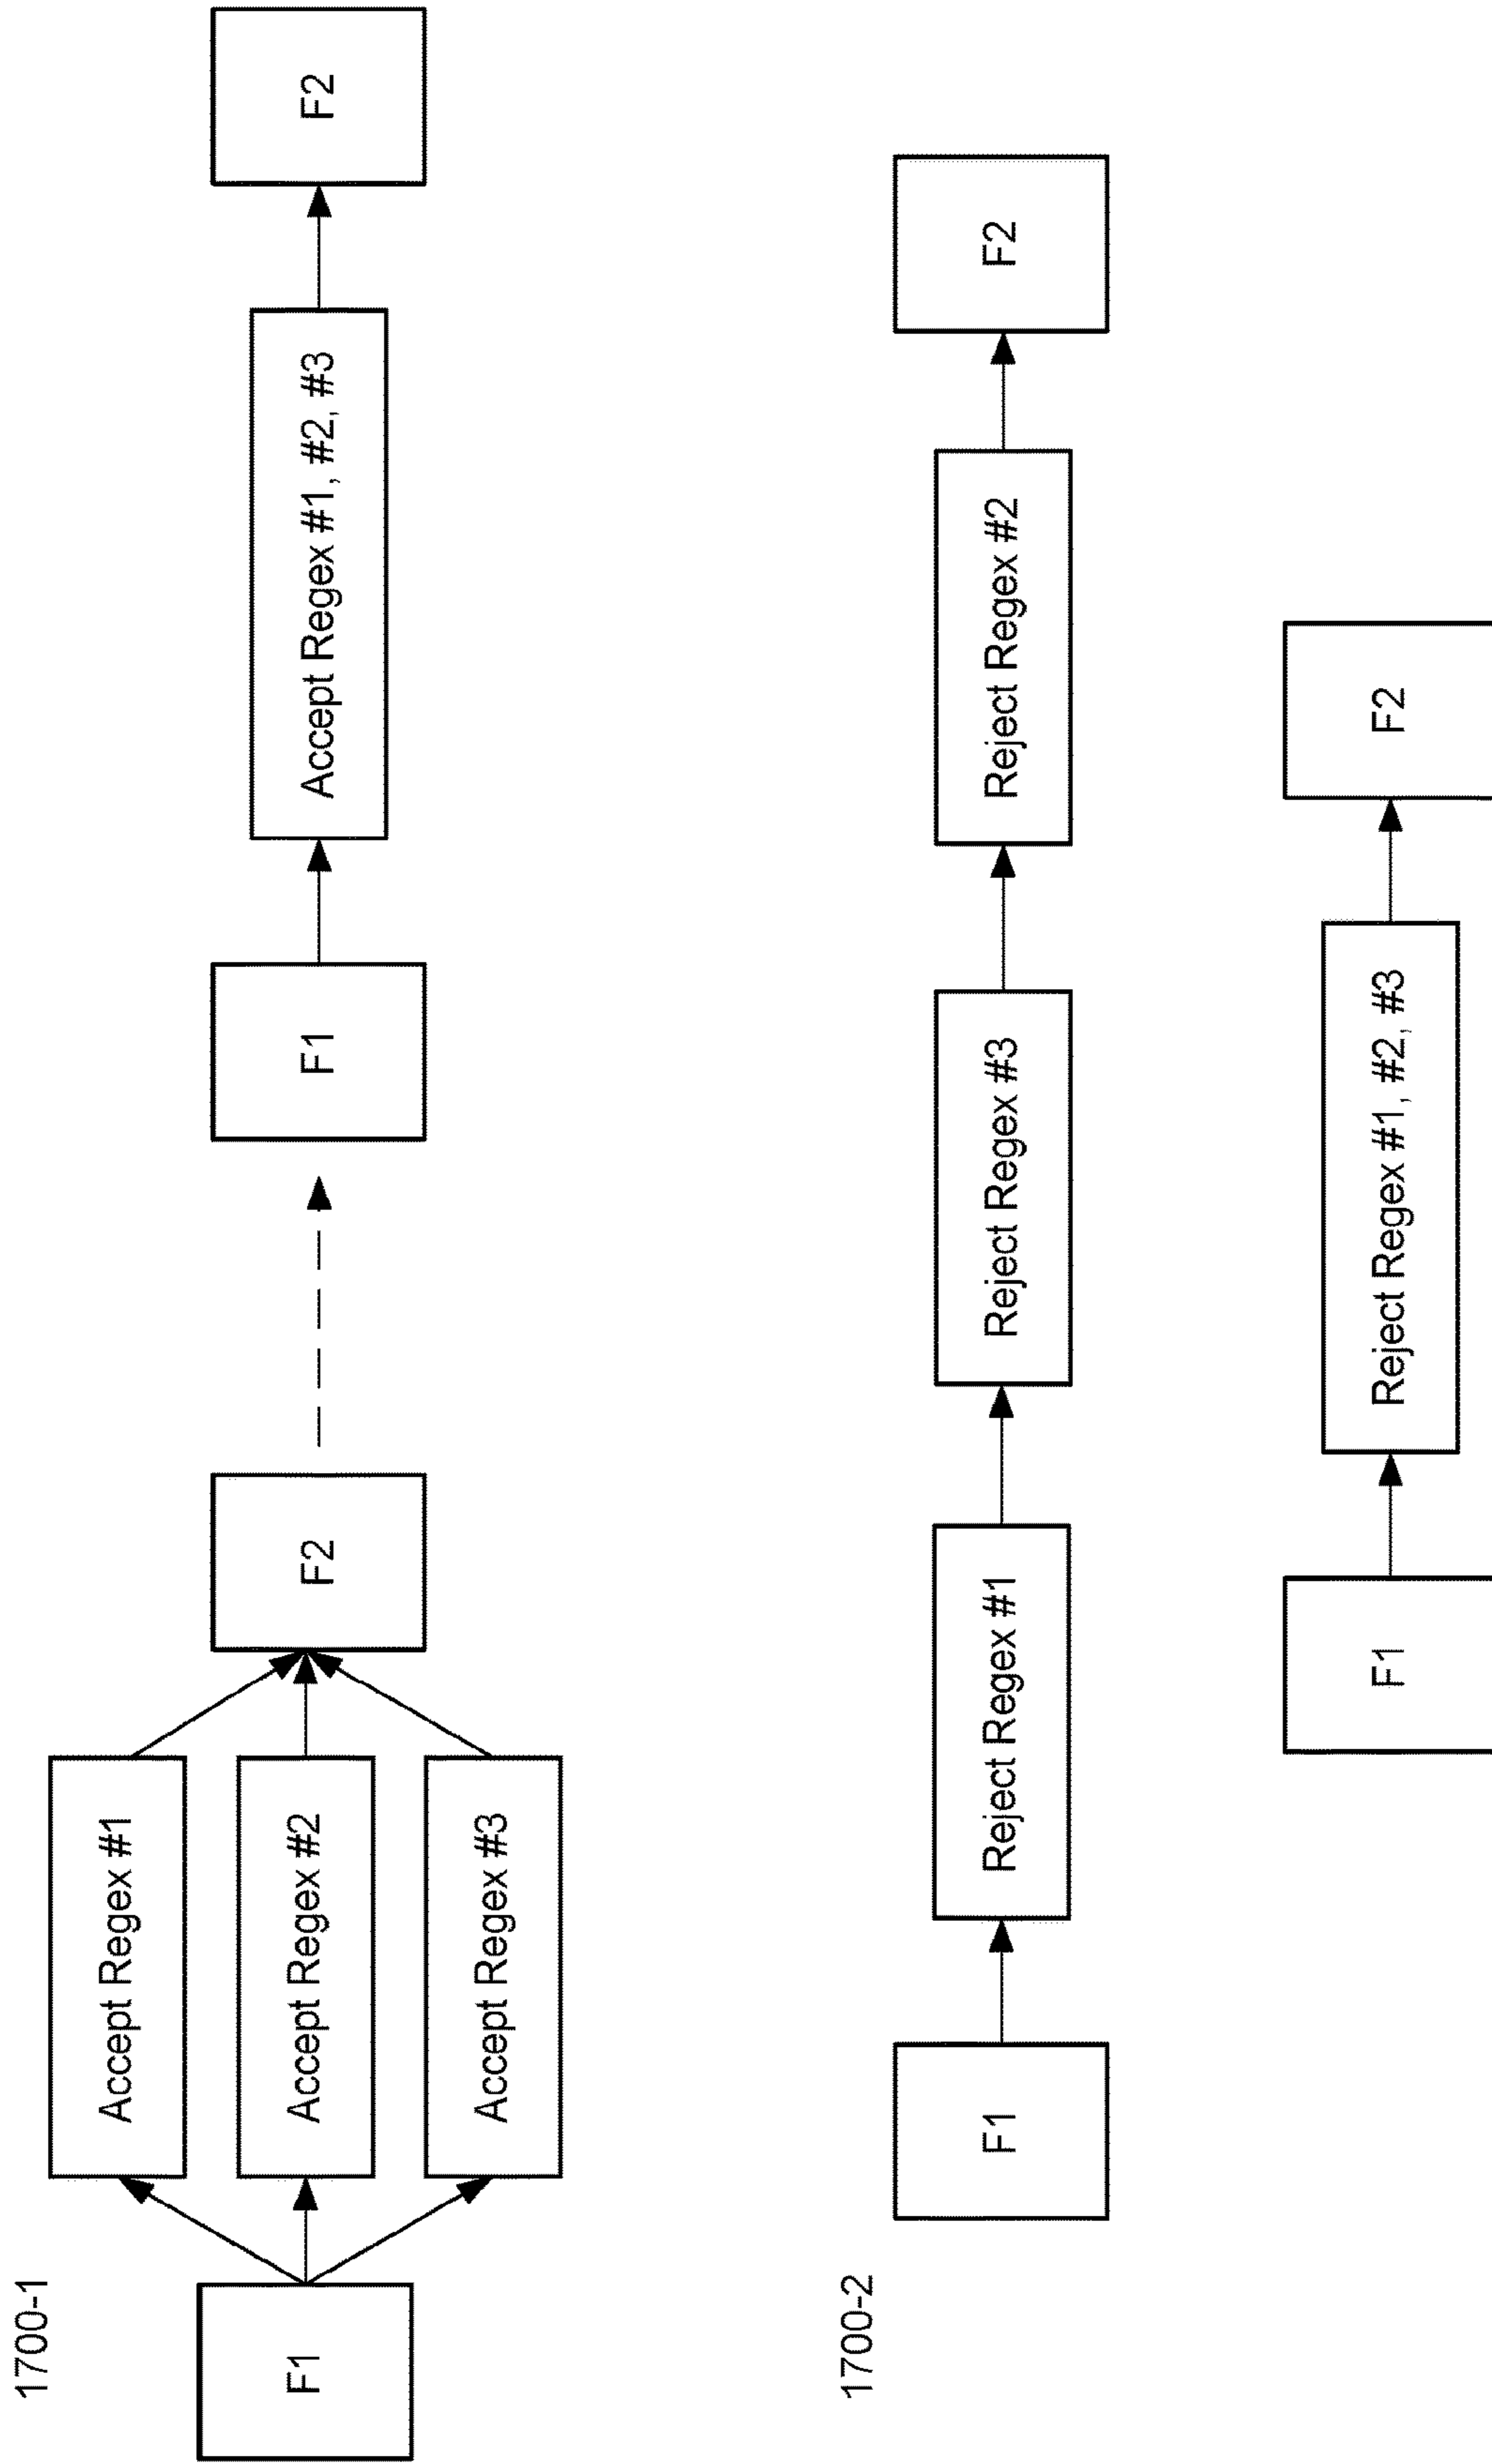 1700-1
F1
Accept Regex #1
Accept Regex #2
Accept Regex #3
F2
F1
Accept Regex #1, #2, #3
F2
1700-2
F1
Reject Regex #1
Reject Regex #3
Reject Regex #2
F2
F1
Reject Regex #1, #2, #3
F2